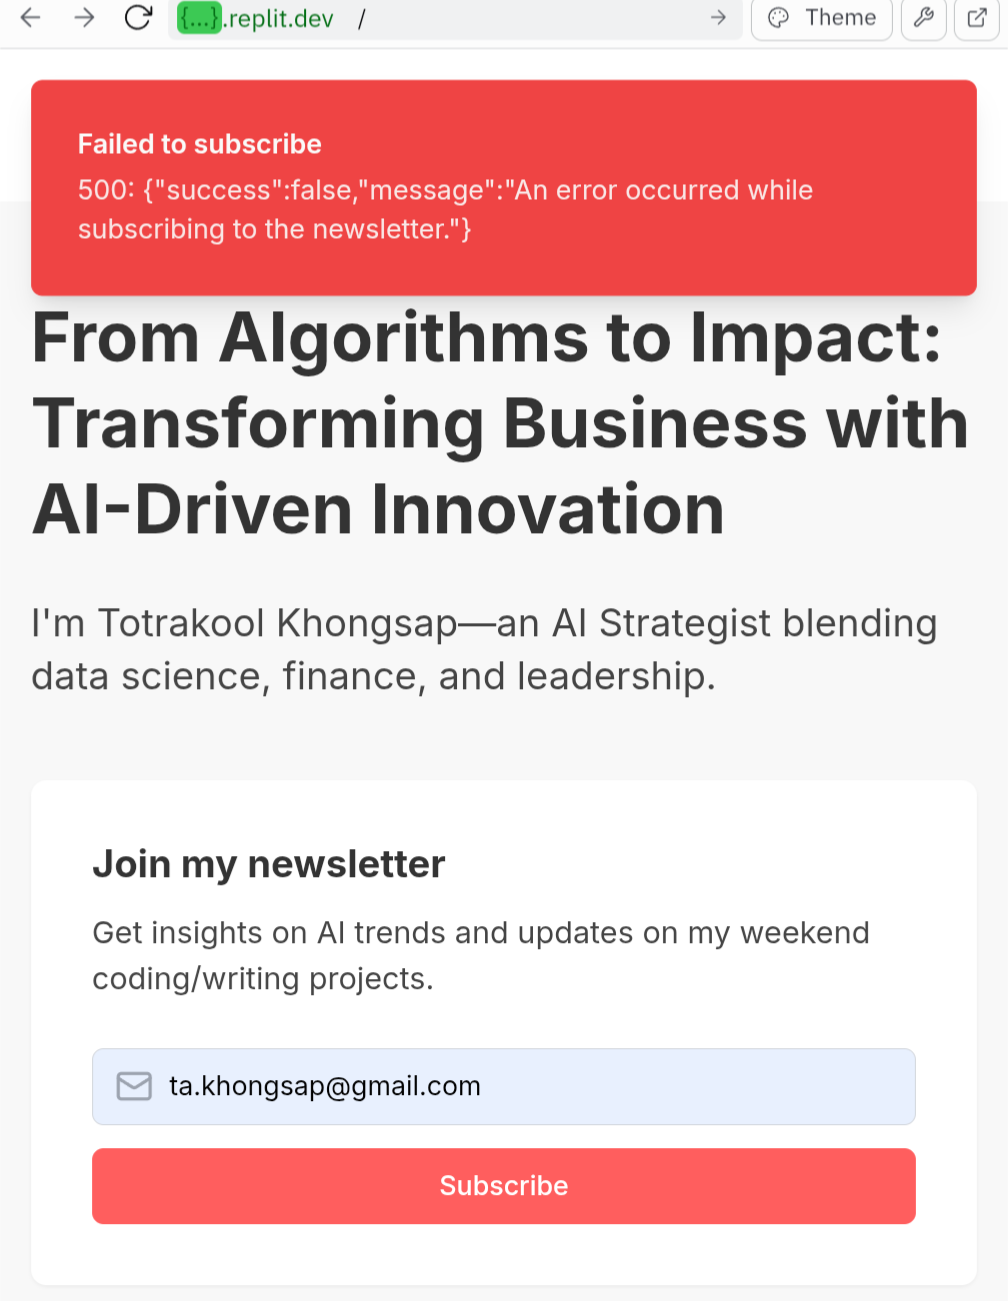 {...}.replit.dev /
Theme
Failed to subscribe
500: {"success":false,"message":"An error occurred while
subscribing to the newsletter."}
From Algorithms to Impact:
Transforming Business with
AI-Driven Innovation
I'm Totrakool Khongsap—an AI Strategist blending
data science, finance, and leadership.
Join my newsletter
Get insights on AI trends and updates on my weekend
coding/writing projects.
ta.khongsap@gmail.com
Subscribe